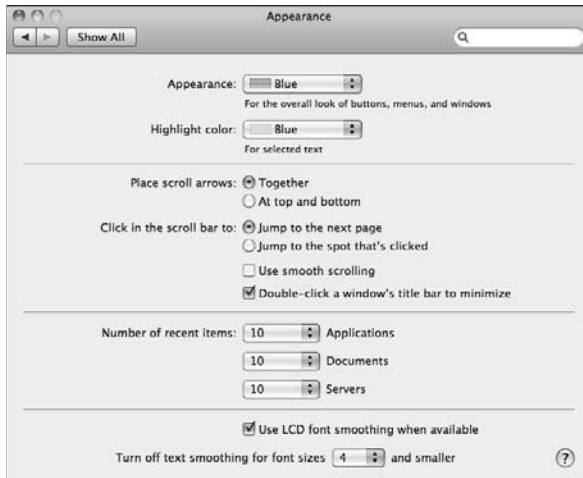 Appearance
Show All
Appearance: Blue
For the overall look of buttons, menus, and windows
Highlight color: Blue
For selected text
Place scroll arrows: Together
At top and bottom
Click in the scroll bar to: Jump to the next page
Jump to the spot that's clicked
Use smooth scrolling
Double-click a window's title bar to minimize
Number of recent items: 10 Applications
10 Documents
10 Servers
Use LCD font smoothing when available
Turn off text smoothing for font sizes 4 and smaller ?